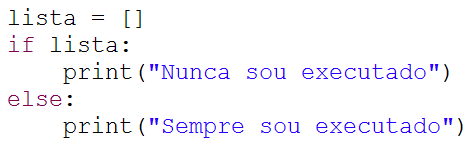 lista = []
if lista:
    print("Nunca sou executado")
else:
    print("Sempre sou executado")